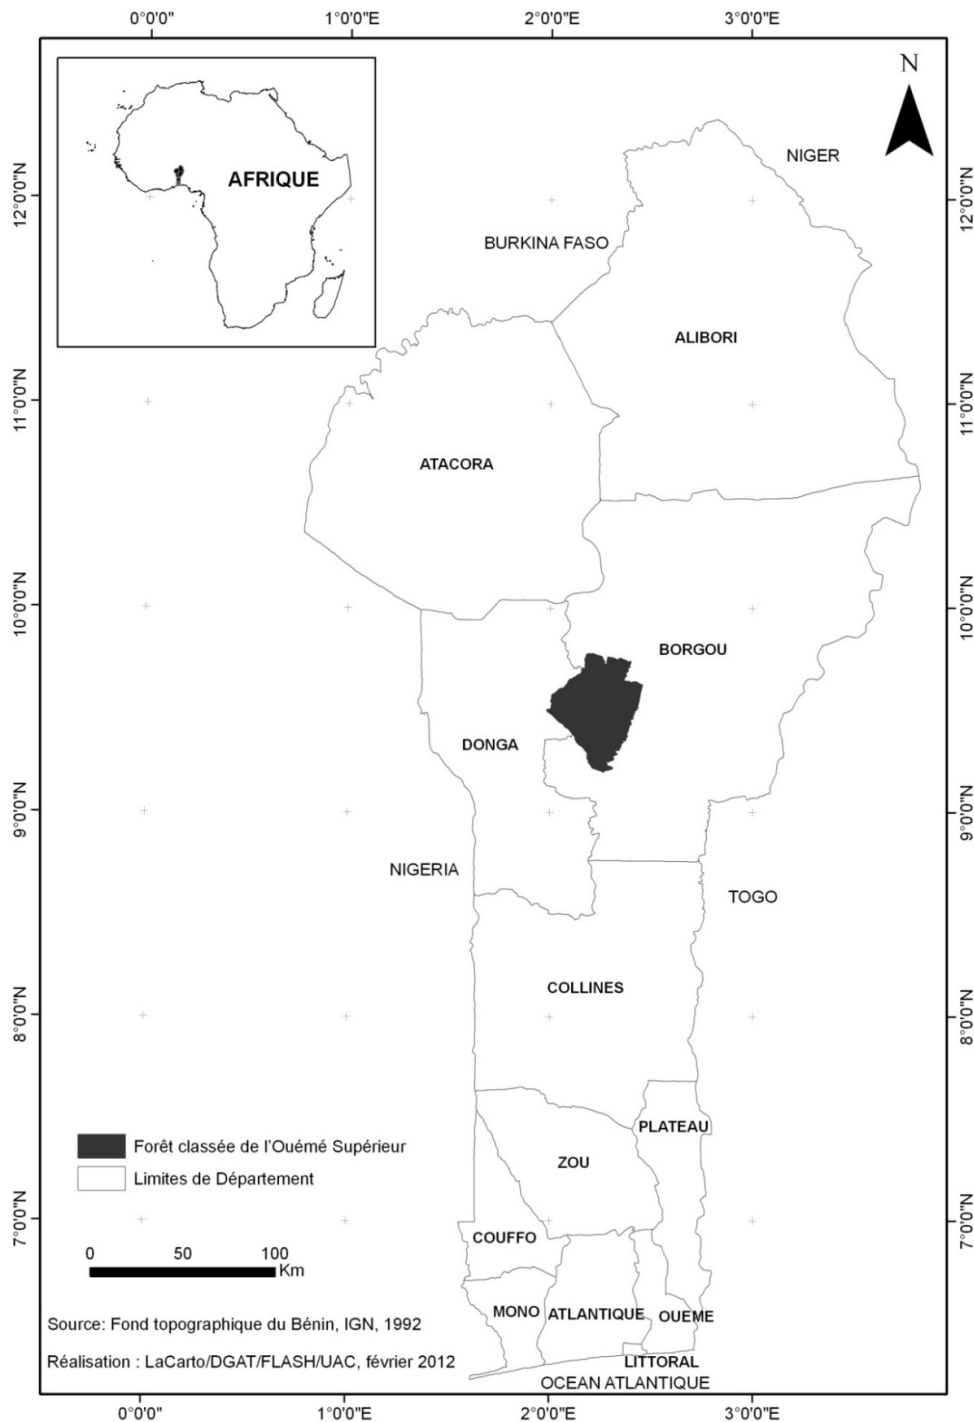 0°0'0" 1°0'0"E 2°0'0"E 3°0'0"E
N
AFRIQUE
NIGER
12°0'0"N 12°0'0"N
BURKINA FASO
ALIBORI
11°0'0"N 11°0'0"N
ATACORA
10°0'0"N 10°0'0"N
BORGOU
DONGA
9°0'0"N 9°0'0"N
NIGERIA
TOGO
COLLINES
8°0'0"N 8°0'0"N
PLATEAU
Forêt classée de l'Ouémé Supérieur
ZOU
Limites de Département
7°0'0"N 7°0'0"N
COUFFO
0 50 100
Km
MONO ATLANTIQUE OUEME
Source: Fond topographique du Bénin, IGN, 1992
Réalisation : LaCarto/DGAT/FLASH/UAC, février 2012
LITTORAL
OCEAN ATLANTIQUE
0°0'0" 1°0'0"E 2°0'0"E 3°0'0"E